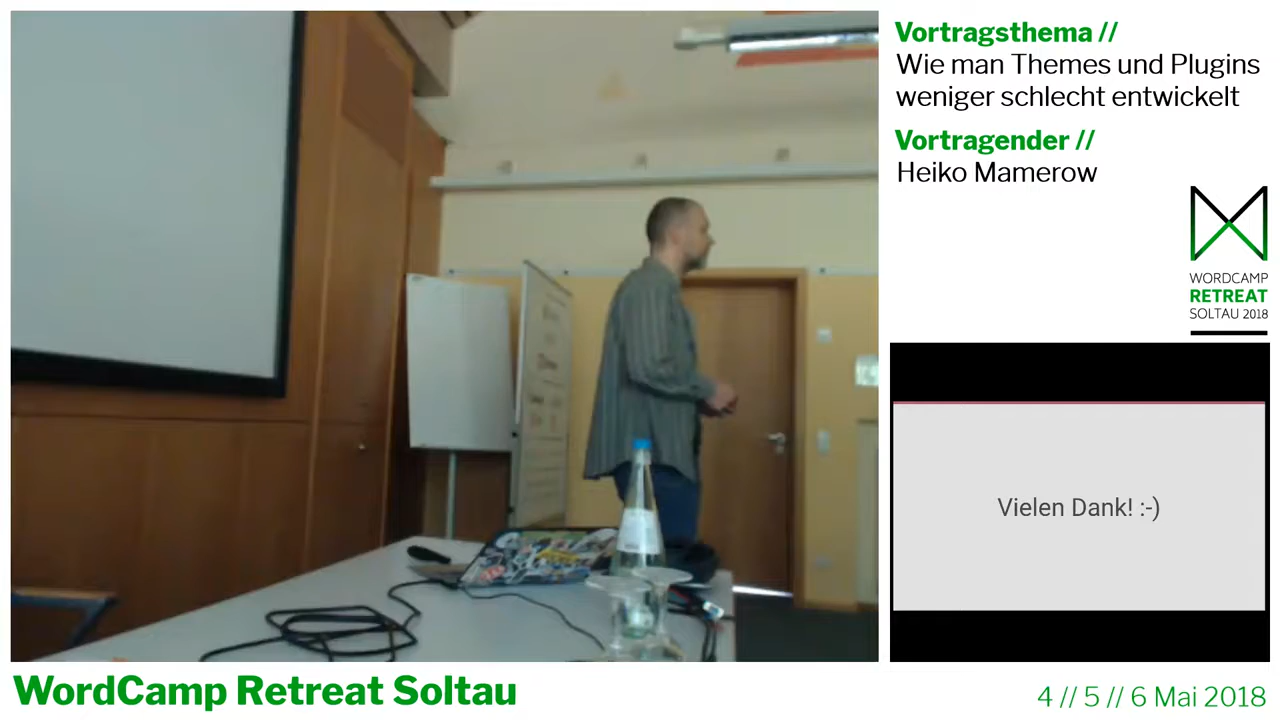 Vortragsthema //
Wie man Themes und Plugins
weniger schlecht entwickelt
Vortragender //
Heiko Mamerow
WORDCAMP
RETREAT
SOLTAU 2018
Vielen Dank! :-)
WordCamp Retreat Soltau
4 // 5 // 6 Mai 2018